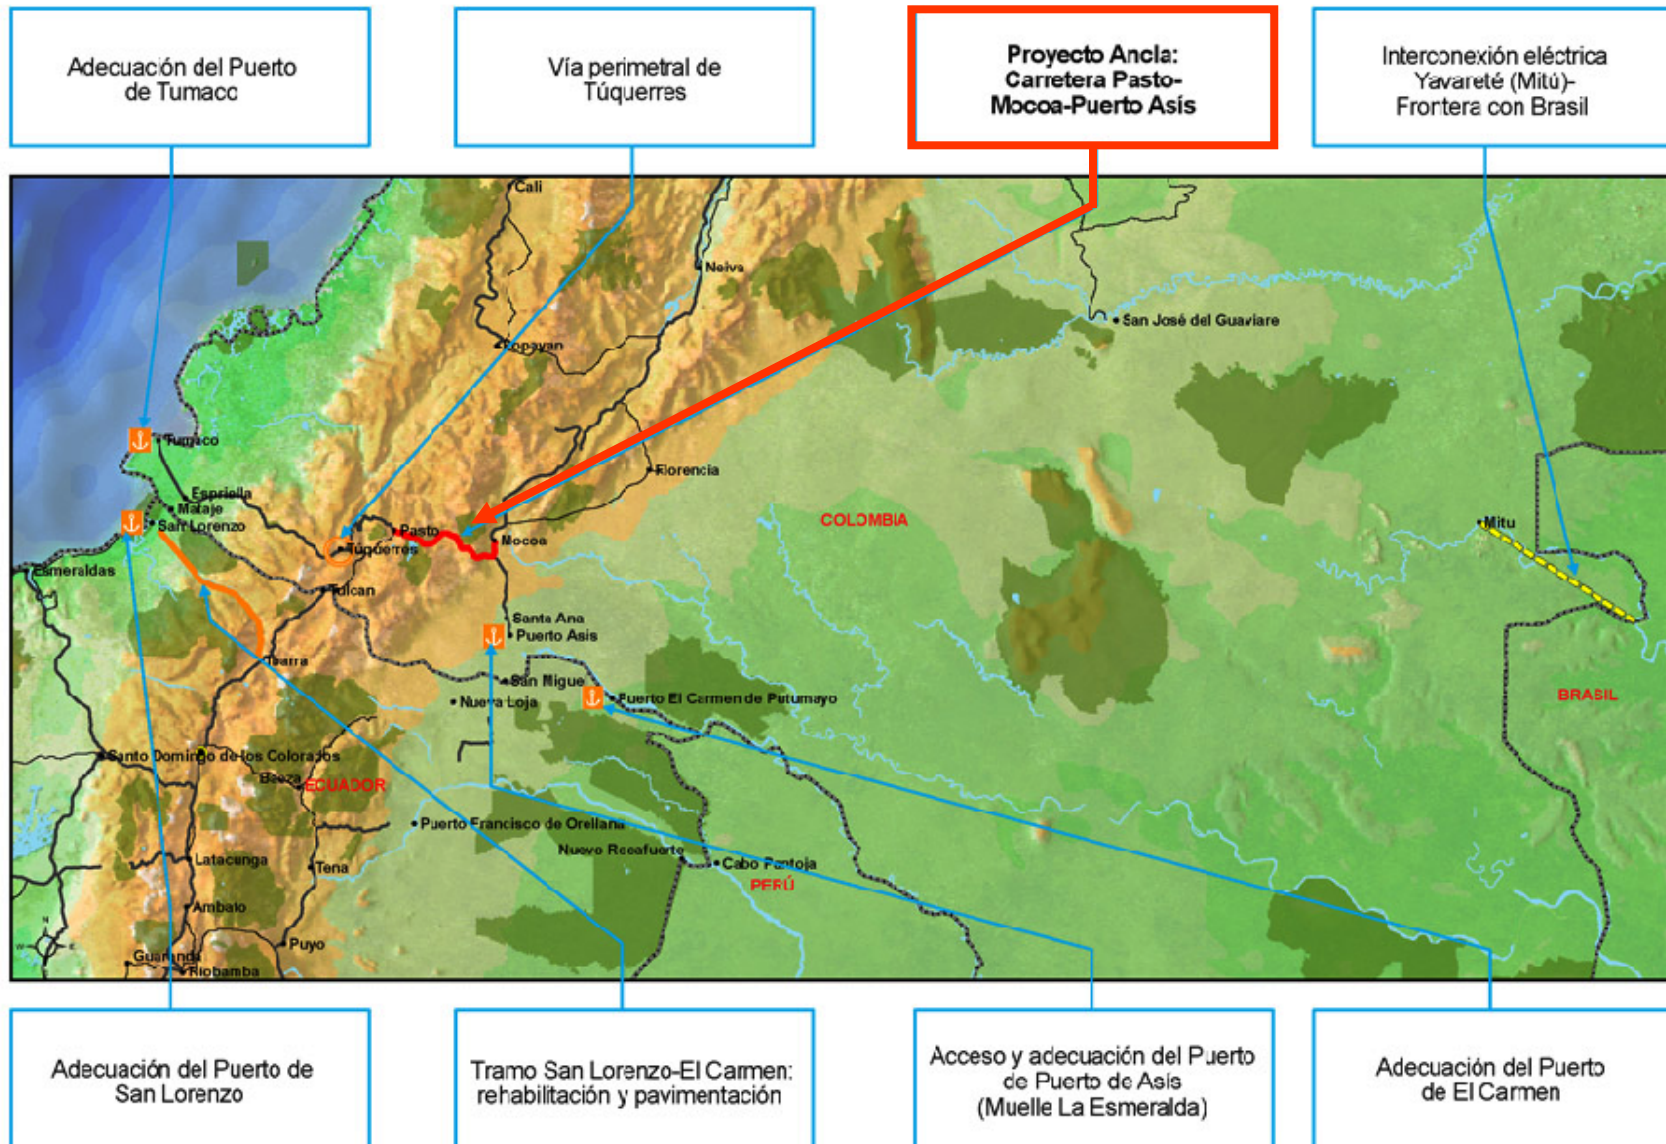 Adecuación del Puerto
de Tumaco
Vía perimetral de
Túquerres
Proyecto Ancla:
Carretera Pasto-
Mocoa-Puerto Asís
Interconexión eléctrica
Yavareté (Mitú)-
Frontera con Brasil
Cali
Neiva
San José del Guaviare
Popayan
Tumaco
Florencia
Espriella
Mataje
San Lorenzo
COLOMBIA
Mitu
Pasto
Mocoa
Túquerres
Esmeraldas
Tulcan
Santa Ana
Puerto Asís
Ibarra
San Migue
Nueva Loja
Puerto El Carmen de Putumayo
BRASIL
Santo Domingo de los Colorados
Baeza
ECUADOR
Puerto Francisco de Orellana
Nuevo Rocafuerte
Cabo Pantoja
PERÚ
Latacunga
Tena
Ambato
Puyo
Guaranda
Riobamba
N
W
E
Adecuación del Puerto de
San Lorenzo
Tramo San Lorenzo-El Carmen:
rehabilitación y pavimentación
Acceso y adecuación del Puerto
de Puerto de Asís
(Muelle La Esmeralda)
Adecuación del Puerto
de El Carmen